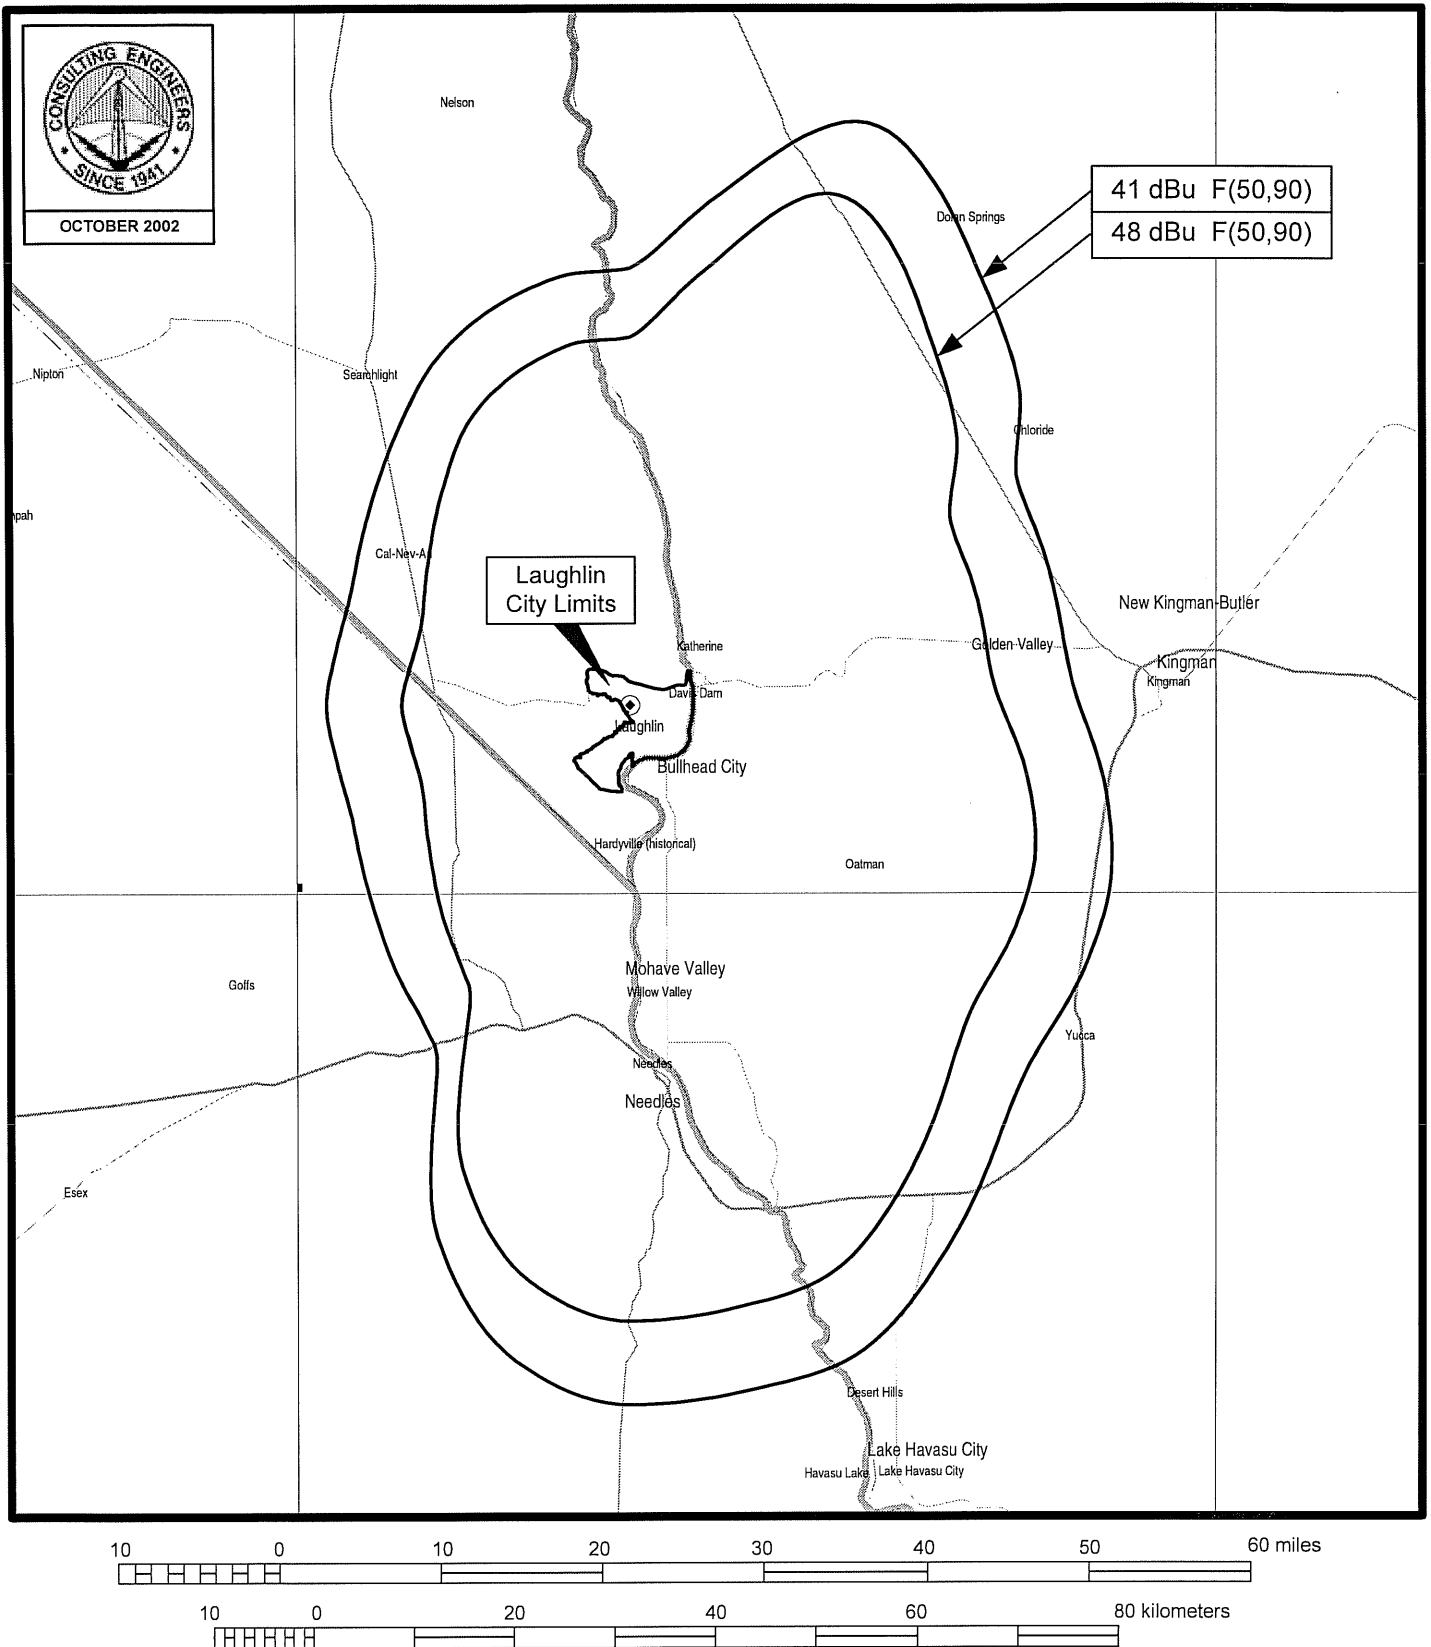 CONSULTING ENGINEERS
SINCE 1941
OCTOBER 2002
Nelson
41 dBu F(50,90)
Dolan Springs
48 dBu F(50,90)
Nipton
Searchlight
Chloride
Cal-Nev-Ari
Laughlin
City Limits
New Kingman-Butler
Katherine
Golden Valley
Kingman
Kingman
Davis Dam
Laughlin
Bullhead City
Hardyville (historical)
Oatman
Mohave Valley
Goffs
Willow Valley
Yucca
Needles
Needles
Essex
Desert Hills
Lake Havasu City
Havasu Lake
Lake Havasu City
10 0 10 20 30 40 50 60 miles
10 0 20 40 60 80 kilometers